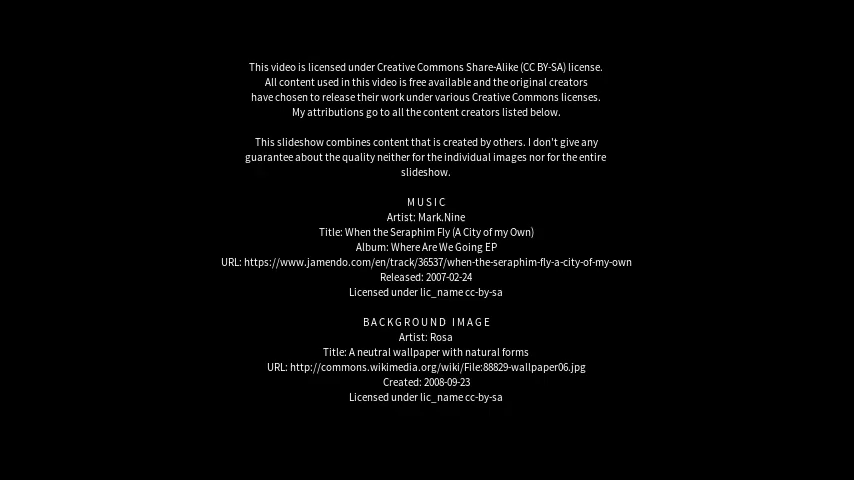 This video is licensed under Creative Commons Share-Alike (CC BY-SA) license.
All content used in this video is free available and the original creators
have chosen to release their work under various Creative Commons licenses.
My attributions go to all the content creators listed below.
This slideshow combines content that is created by others. I don't give any
guarantee about the quality neither for the individual images nor for the entire
slideshow.
MUSIC
Artist: Mark.Nine
Title: When the Seraphim Fly (A City of my Own)
Album: Where Are We Going EP
URL: https://www.jamendo.com/en/track/36537/when-the-seraphim-fly-a-city-of-my-own
Released: 2007-02-24
Licensed under lic_name cc-by-sa
BACKGROUND IMAGE
Artist: Rosa
Title: A neutral wallpaper with natural forms
URL: http://commons.wikimedia.org/wiki/File:88829-wallpaper06.jpg
Created: 2008-09-23
Licensed under lic_name cc-by-sa